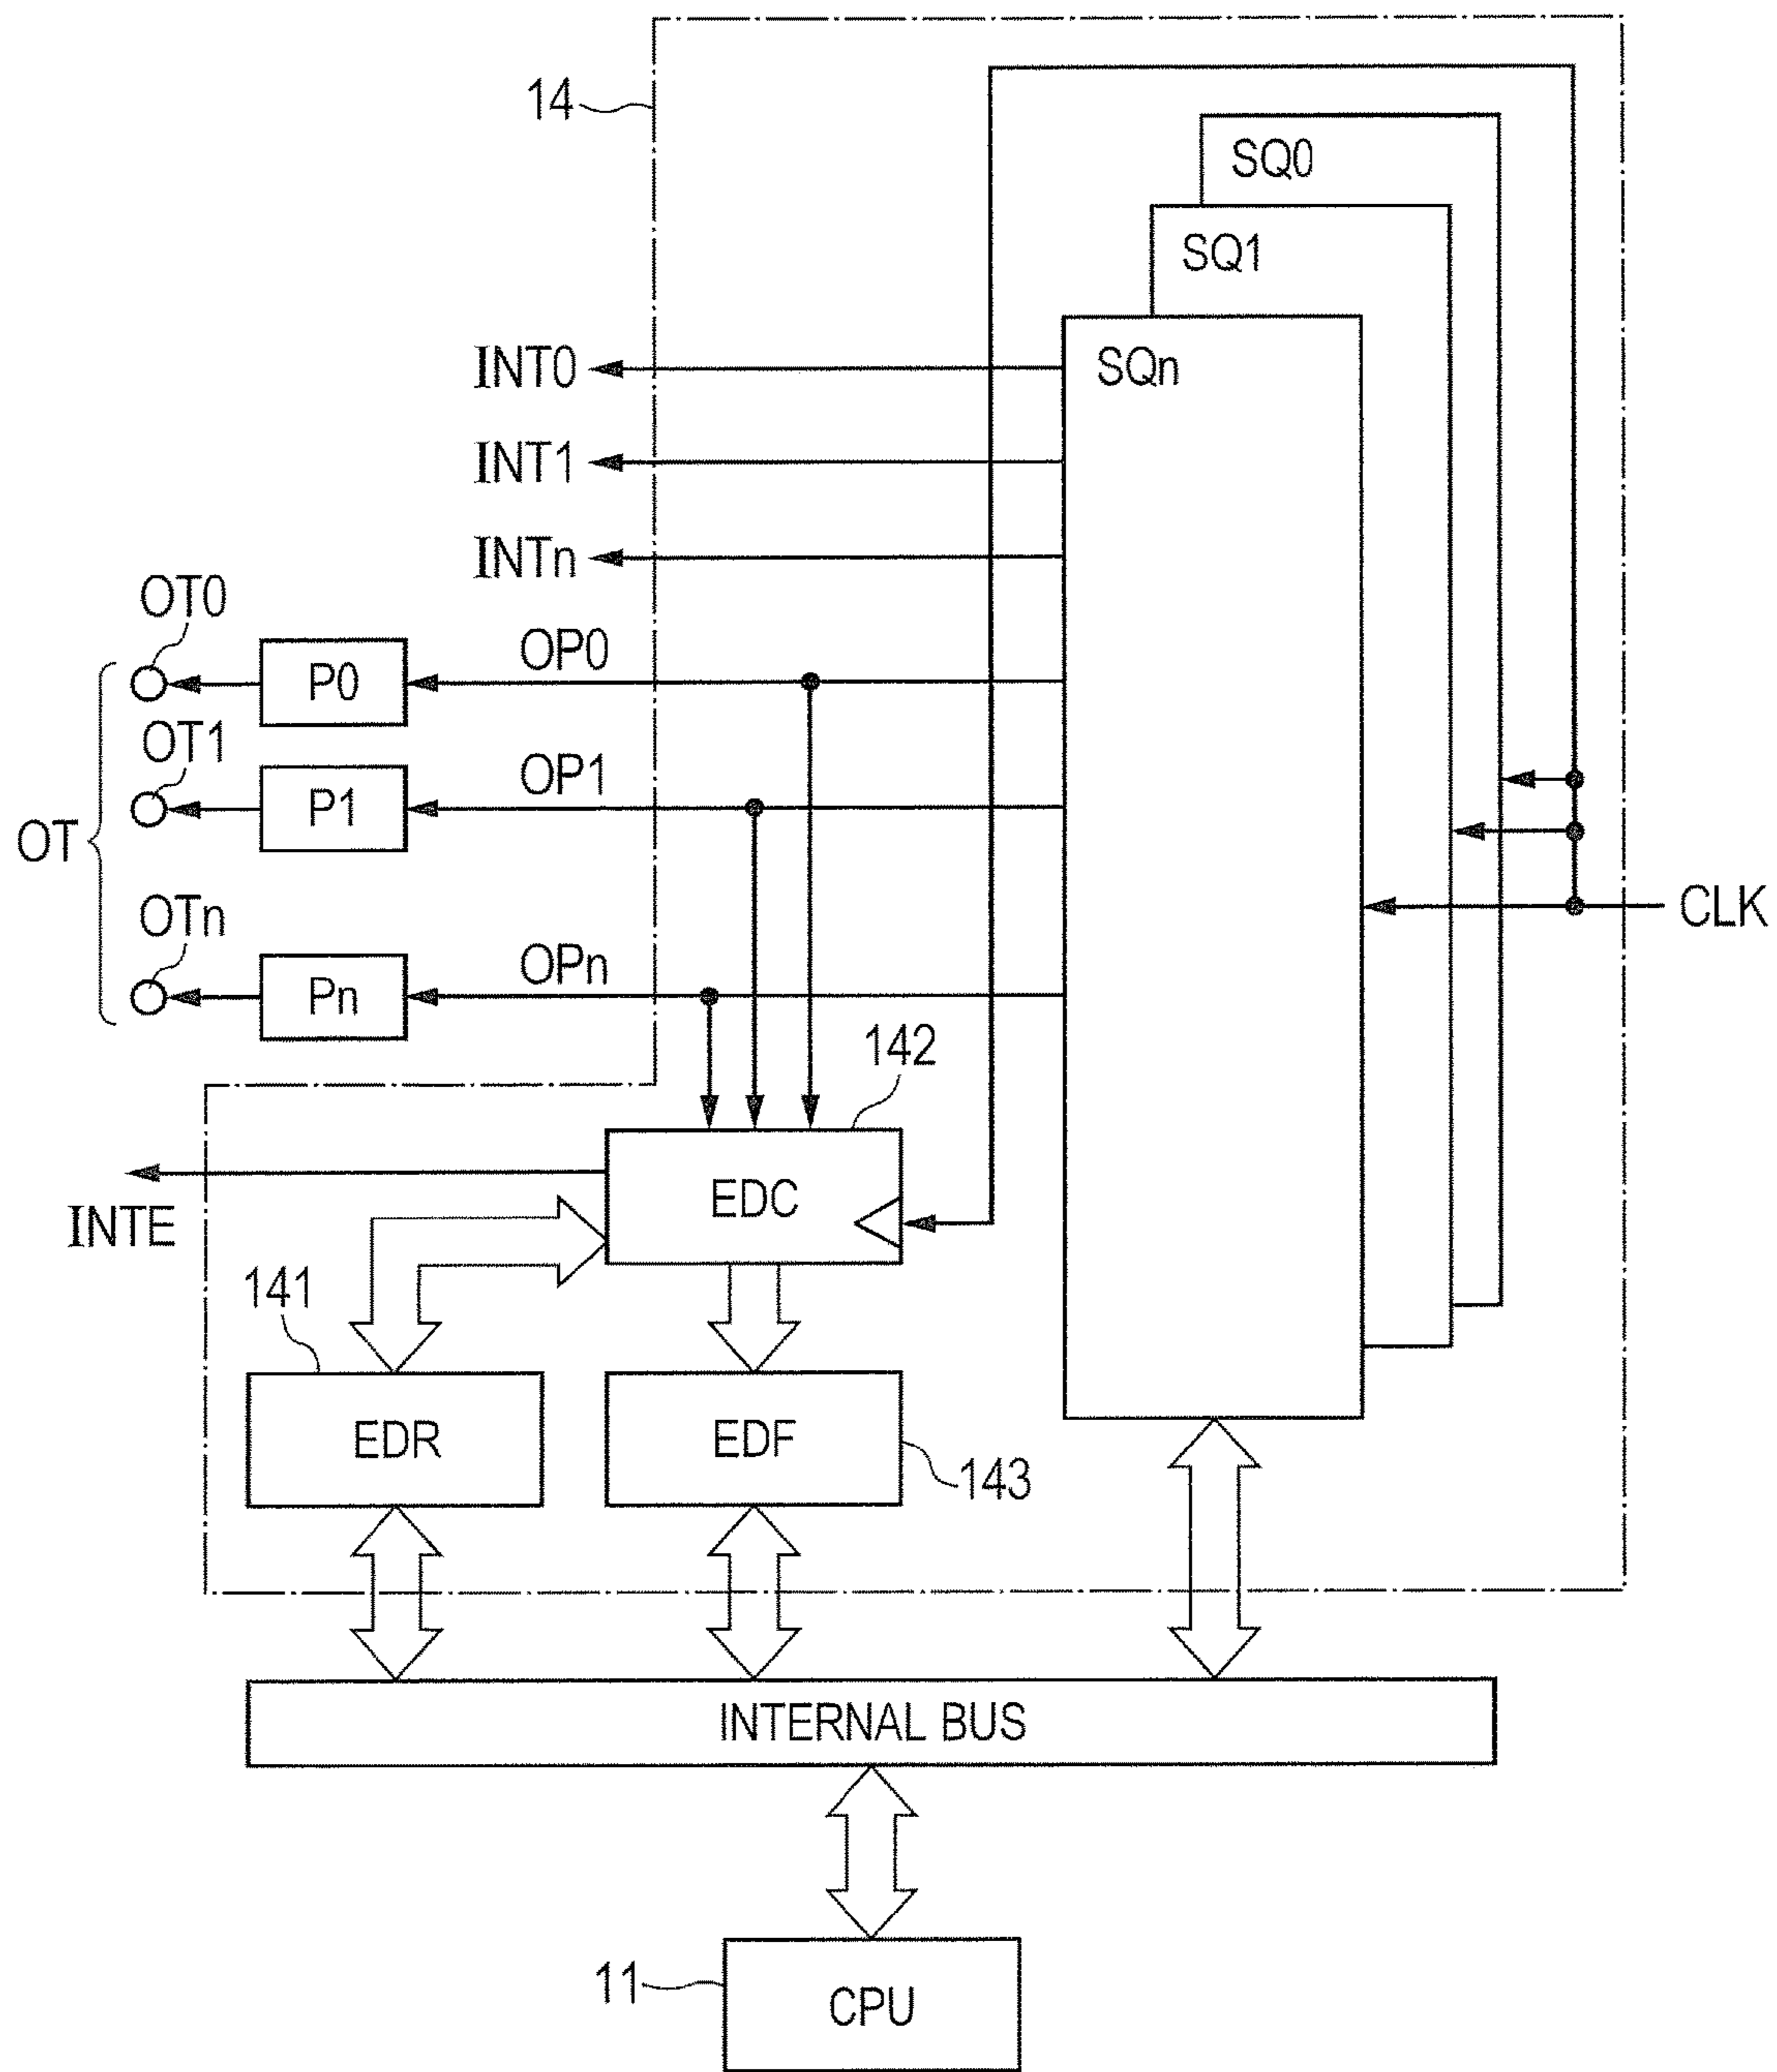 14
SQ0
SQ1
SQn
INT0
INT1
INTn
OT0
P0
OP0
OT1
P1
OP1
OT
CLK
OTn
Pn
OPn
142
EDC
INTE
141
EDR
EDF
143
INTERNAL BUS
11
CPU